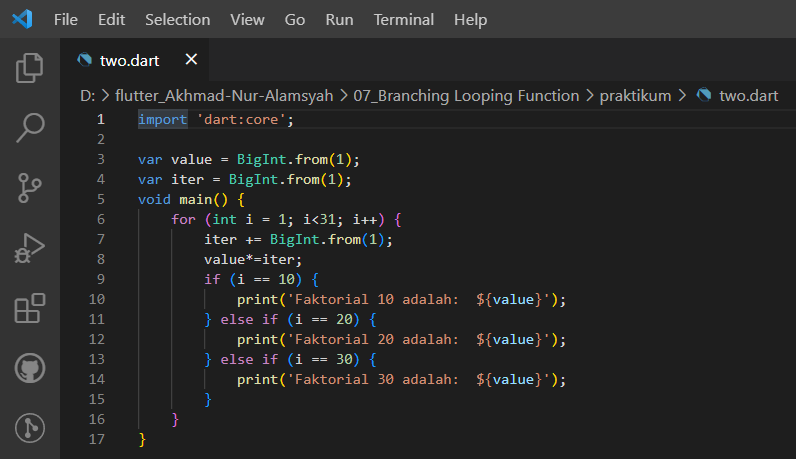 File Edit Selection View Go Run Terminal Help
two.dart
D: > flutter_Akhmad-Nur-Alamsyah > 07_Branching Looping Function > praktikum > two.dart
1 import 'dart:core';
2
3 var value = BigInt.from(1);
4 var iter = BigInt.from(1);
5 void main() {
6     for (int i = 1; i<31; i++) {
7         iter += BigInt.from(1);
8         value*=iter;
9         if (i == 10) {
10             print('Faktorial 10 adalah:  ${value}');
11         } else if (i == 20) {
12             print('Faktorial 20 adalah:  ${value}');
13         } else if (i == 30) {
14             print('Faktorial 30 adalah:  ${value}');
15         }
16     }
17 }